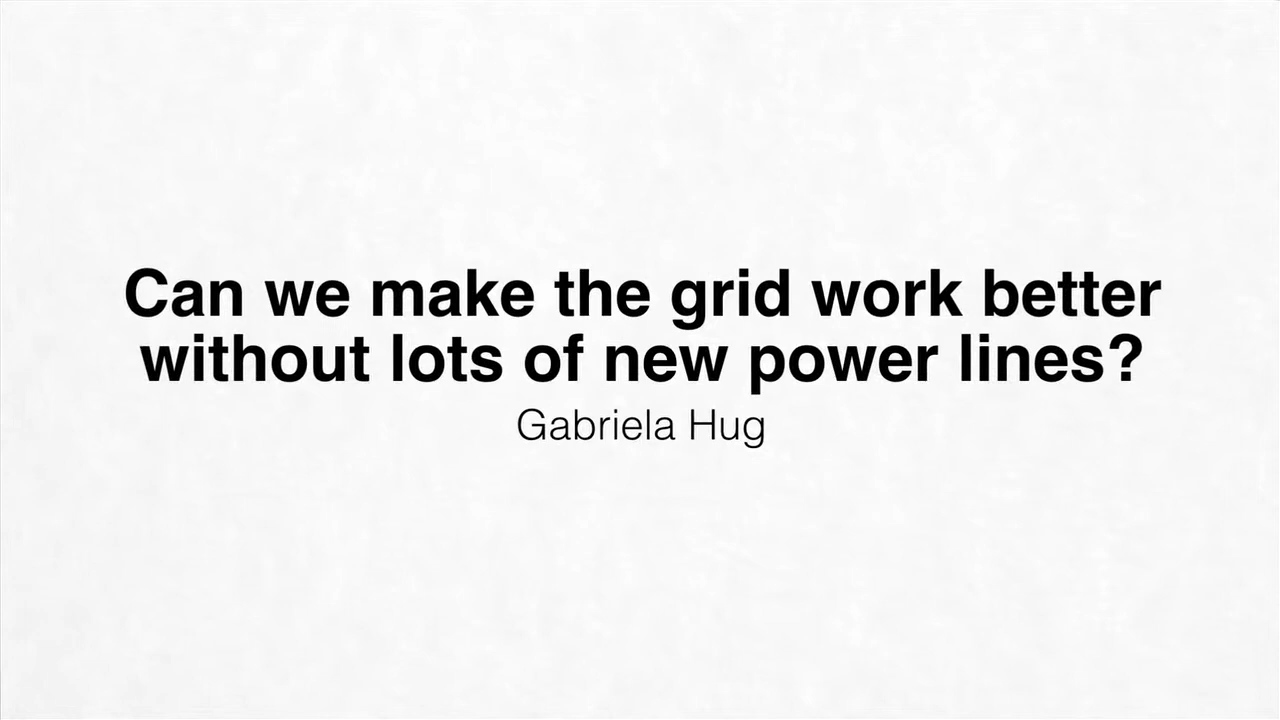 Can we make the grid work better
without lots of new power lines?
Gabriela Hug